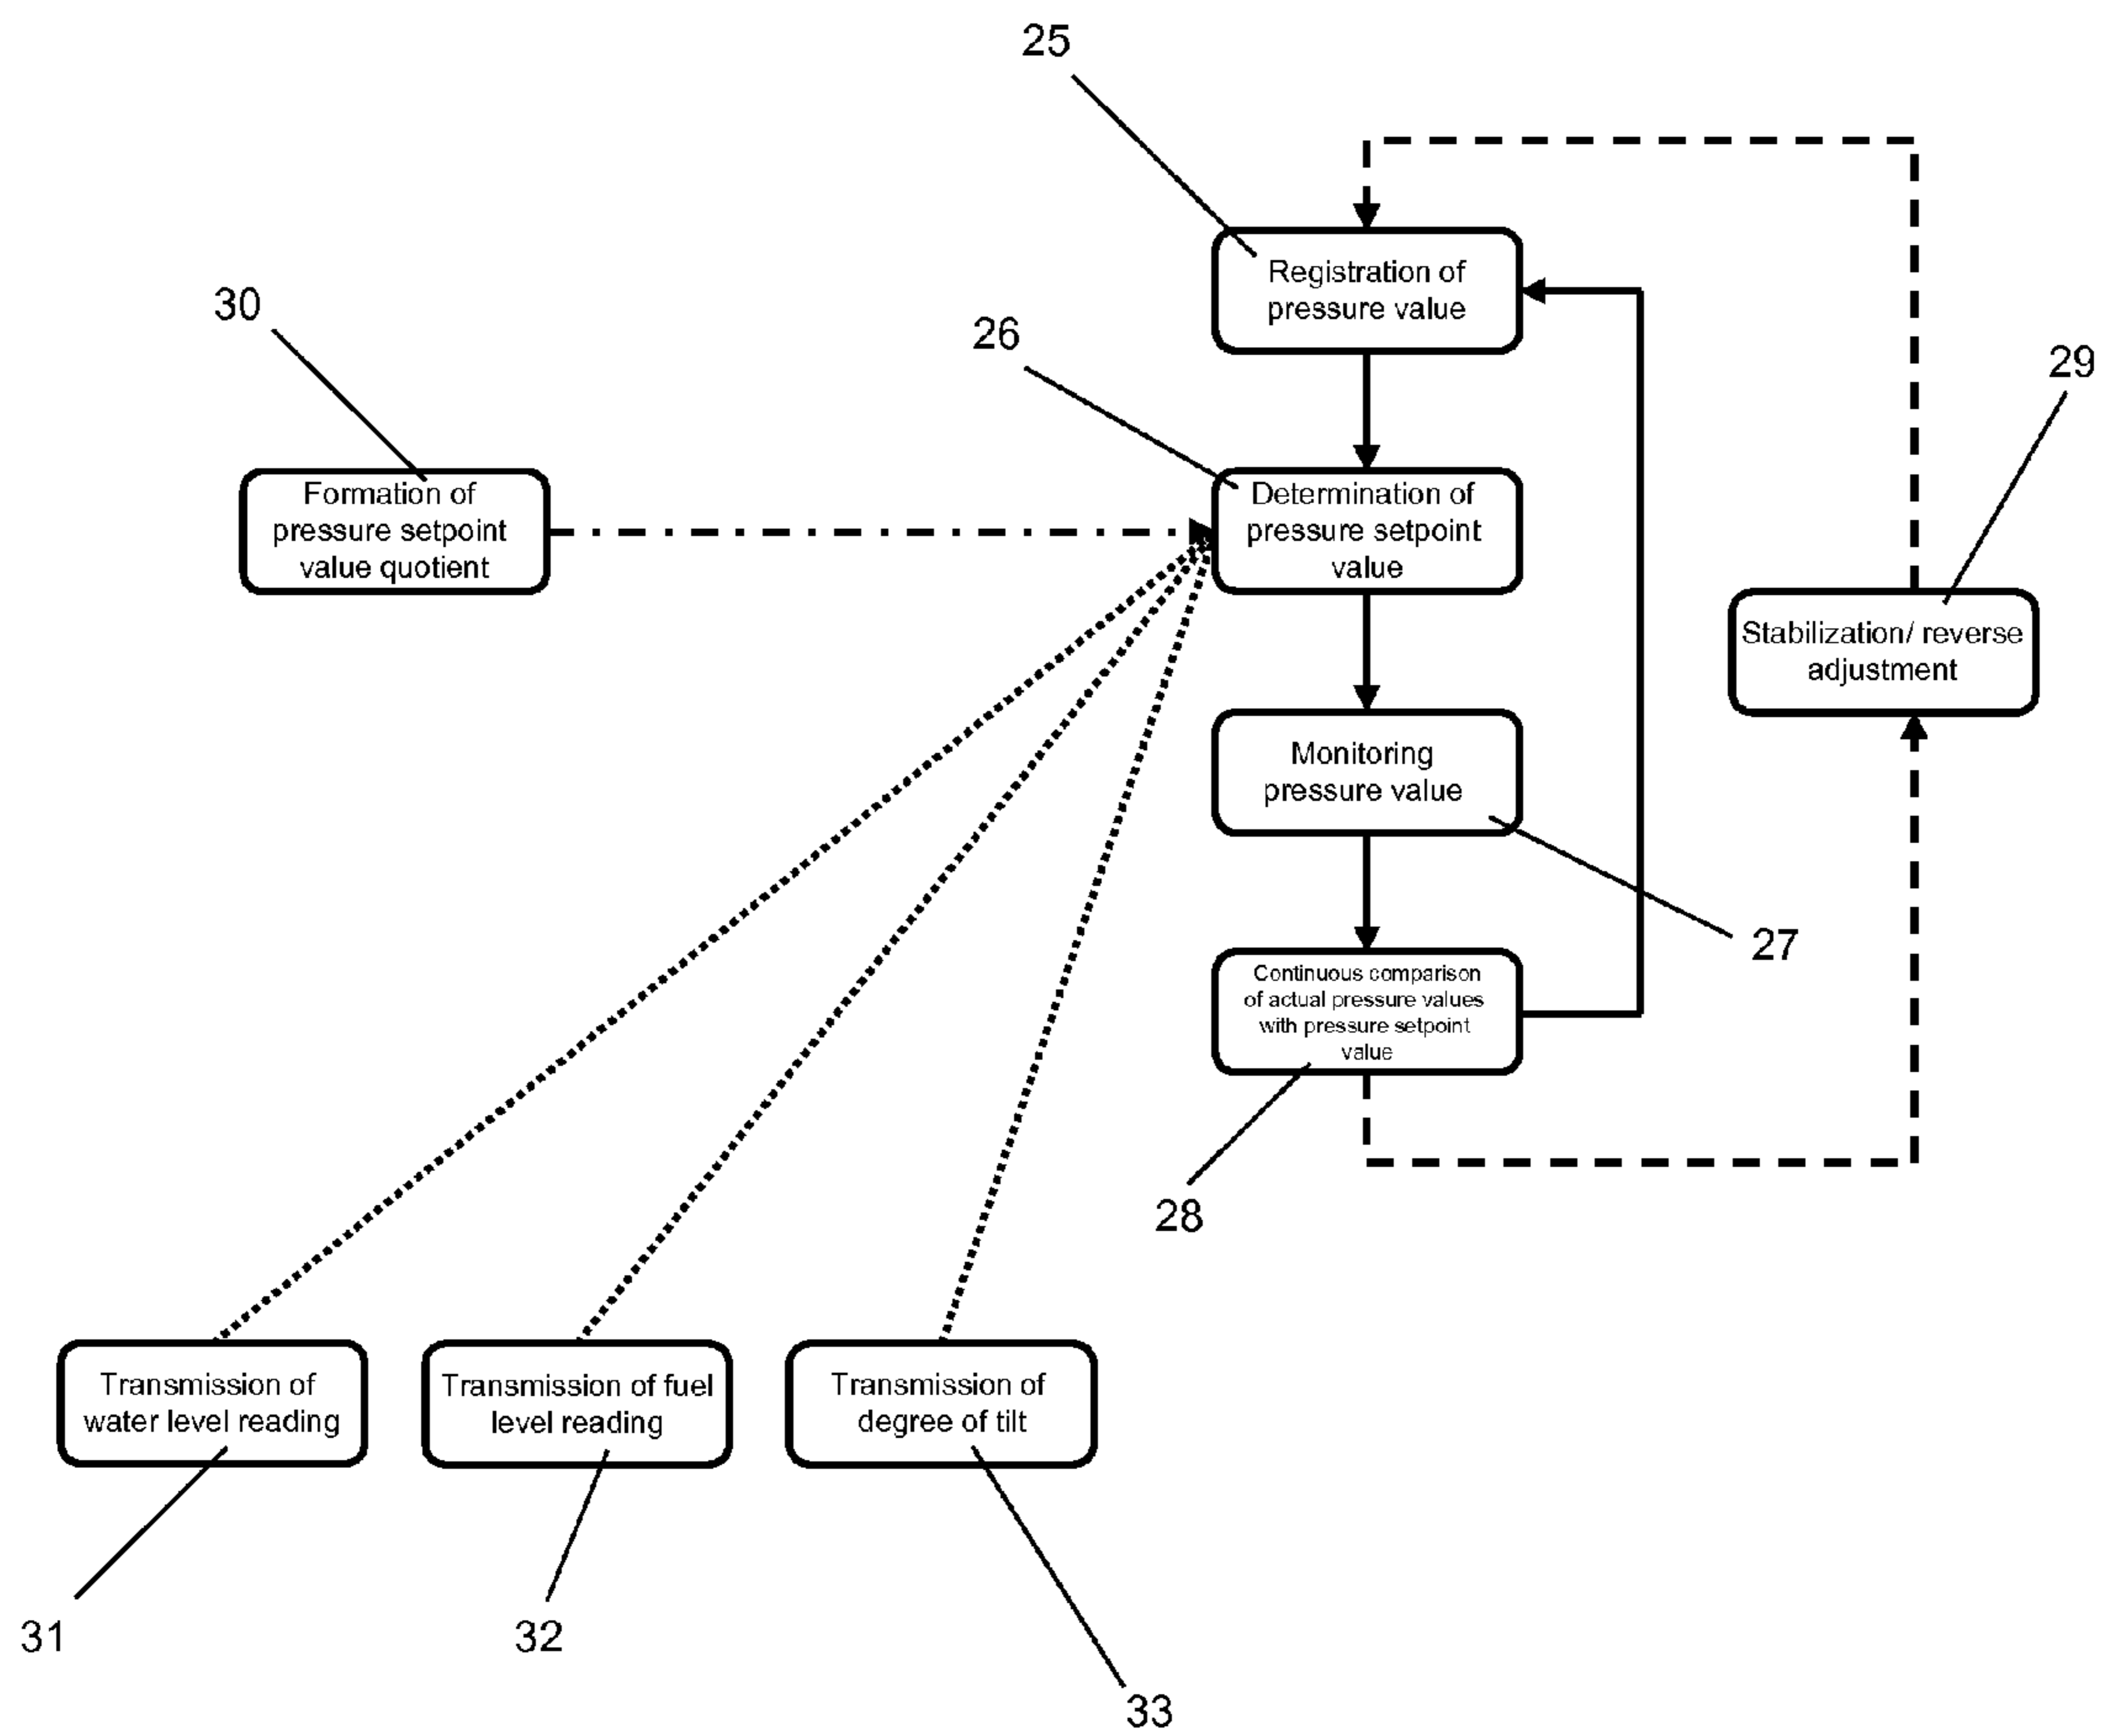 25
Registration of
pressure value
30
26
29
Formation of
pressure setpoint
value quotient
Determination of
pressure setpoint
value
Stabilization/ reverse
adjustment
Monitoring
pressure value
27
Continuous comparison
of actual pressure values
with pressure setpoint
value
28
Transmission of
water level reading
Transmission of fuel
level reading
Transmission of
degree of tilt
31
32
33